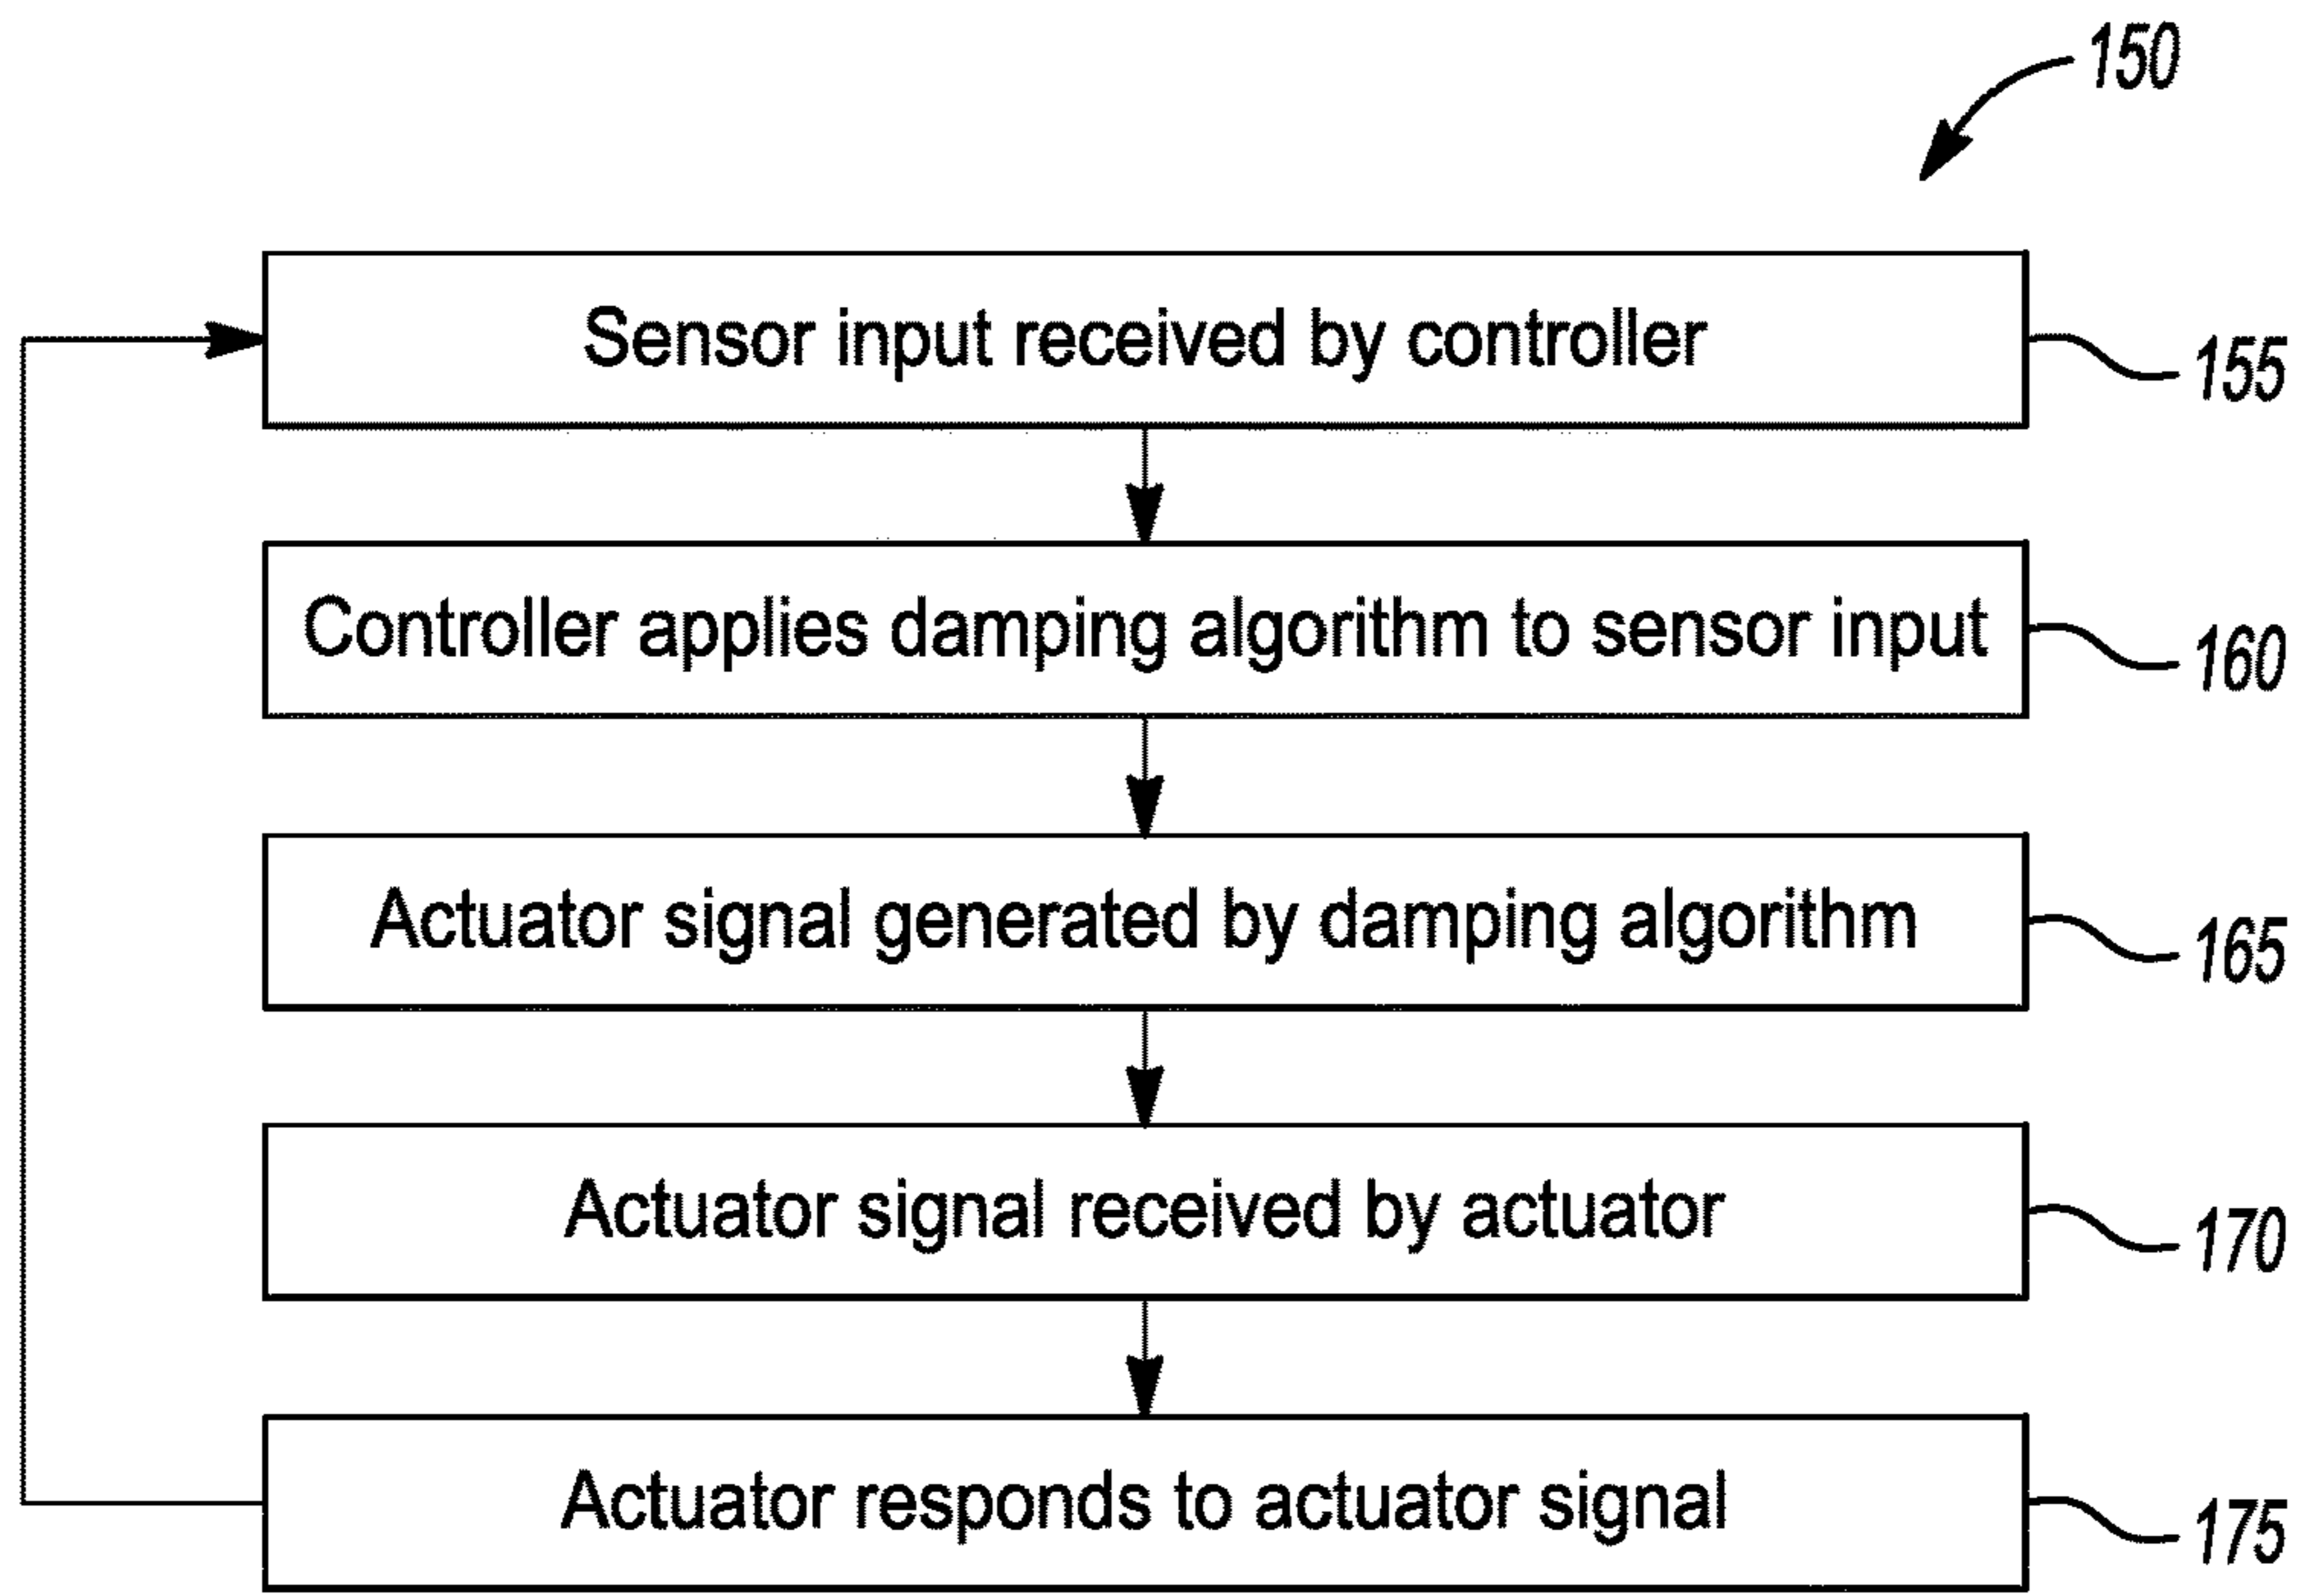 150
Sensor input received by controller
155
Controller applies damping algorithm to sensor input
160
Actuator signal generated by damping algorithm
165
Actuator signal received by actuator
170
Actuator responds to actuator signal
175